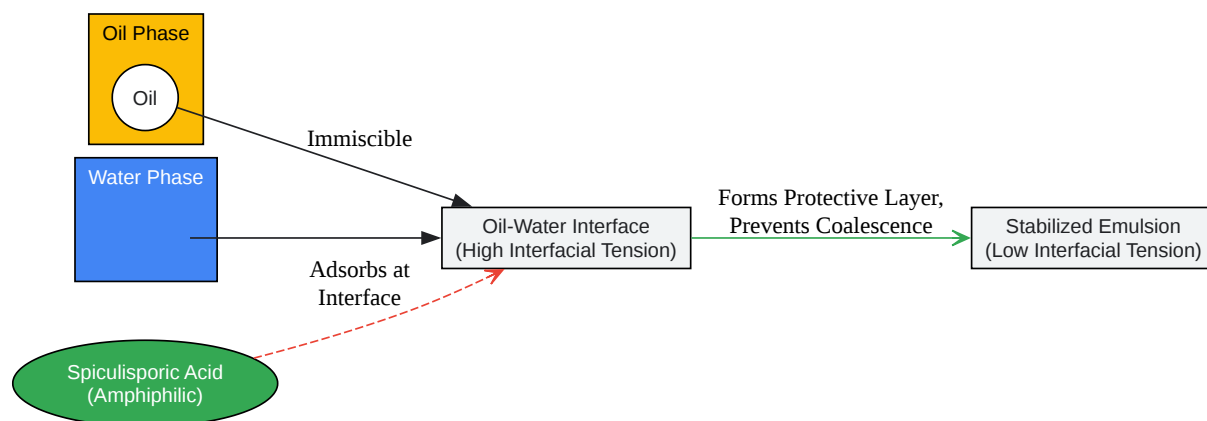 Oil Phase
Oil
Immiscible
Water Phase
Oil-Water Interface
(High Interfacial Tension)
Forms Protective Layer,
Prevents Coalescence
Stabilized Emulsion
(Low Interfacial Tension)
Adsorbs at
Interface
Spiculisporic Acid
(Amphiphilic)